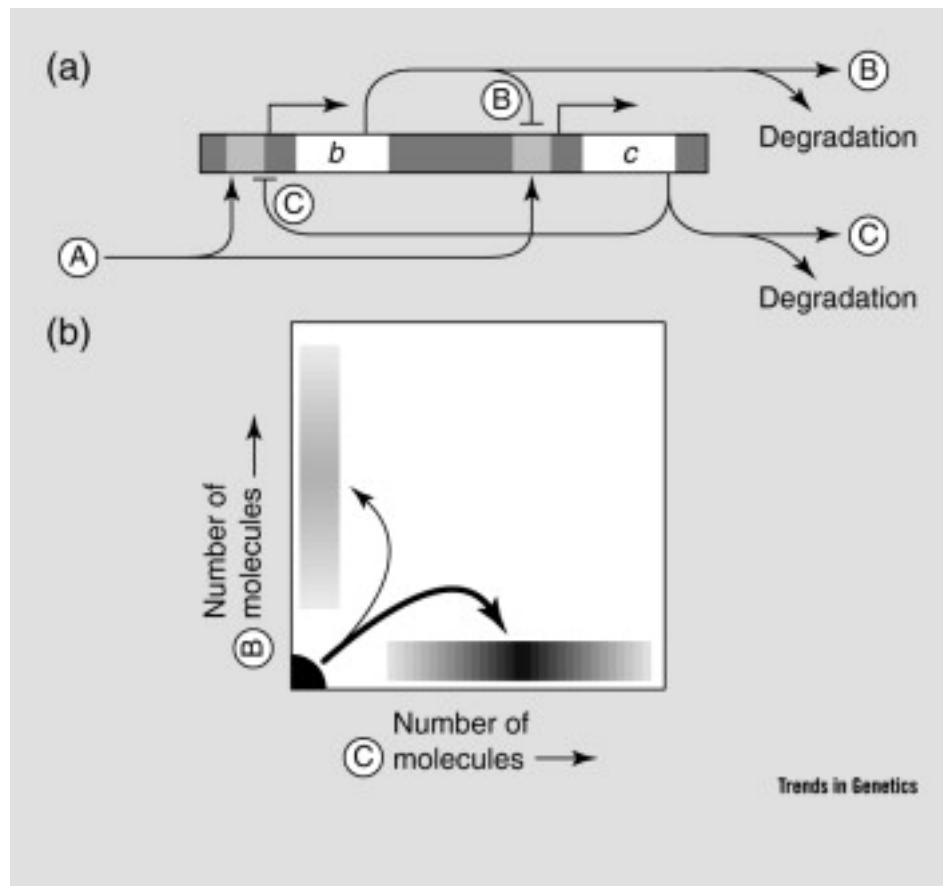 (a)
B
B
Degradation
b
c
C
A
C
Degradation
(b)
Number of
B molecules
Number of
C molecules
Trends in Genetics